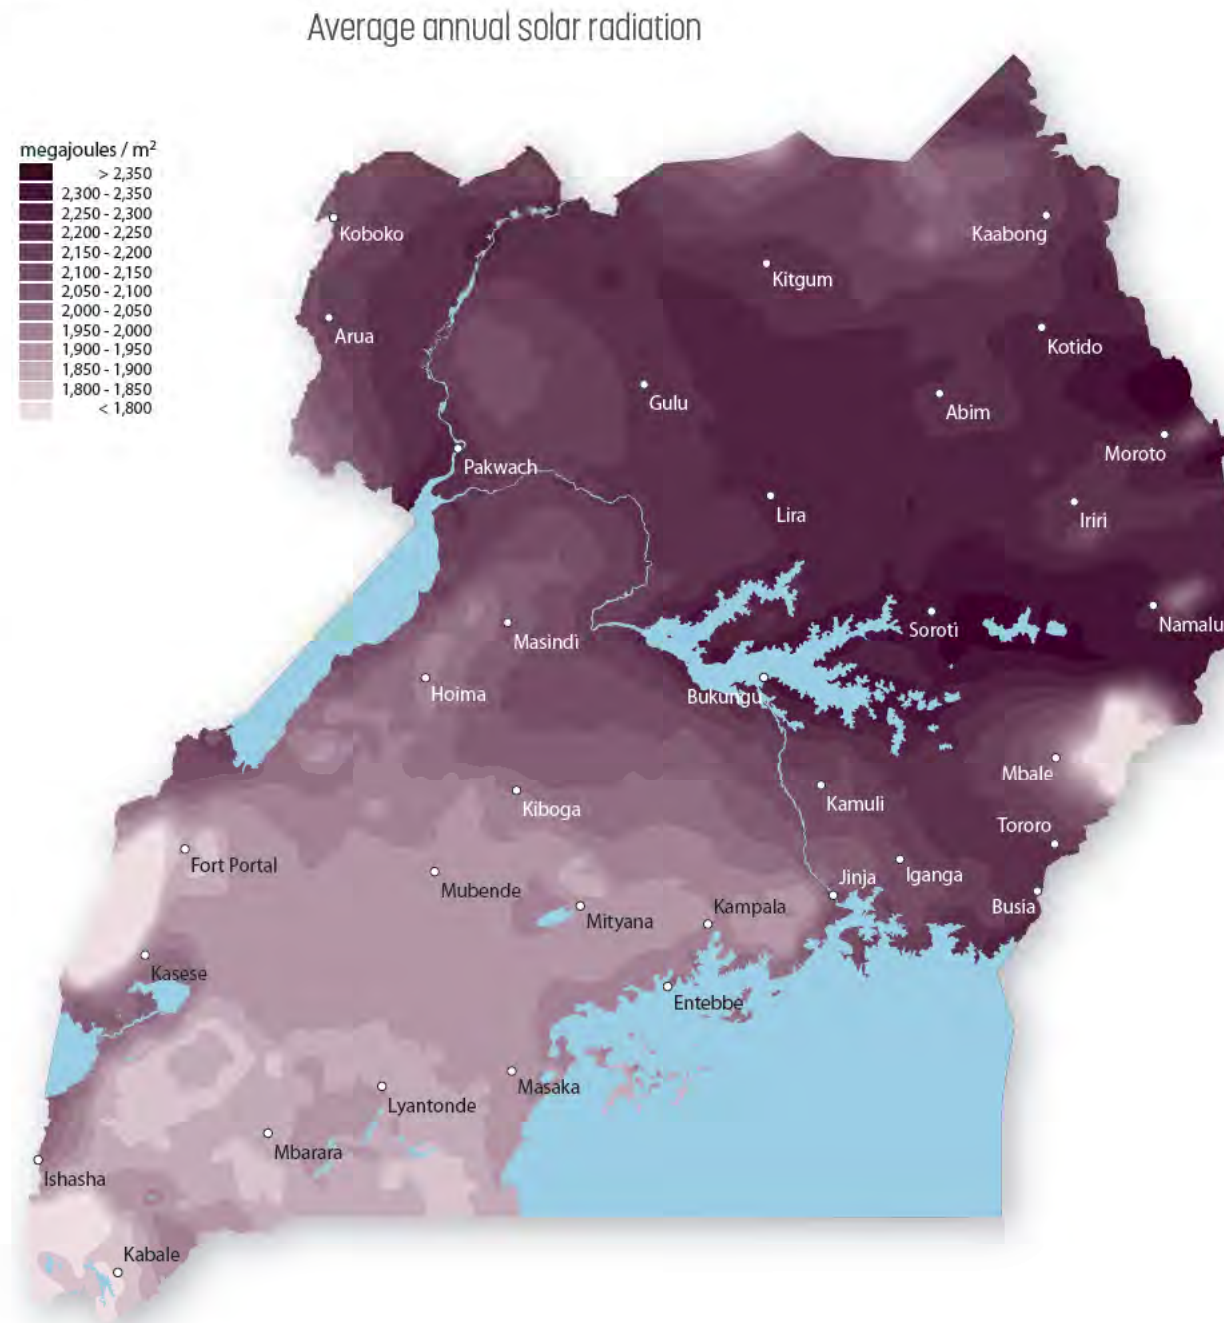 Average annual solar radiation
megajoules / m²
> 2,350
2,300 - 2,350
2,250 - 2,300
2,200 - 2,250
2,150 - 2,200
2,100 - 2,150
2,050 - 2,100
2,000 - 2,050
1,950 - 2,000
1,900 - 1,950
1,850 - 1,900
1,800 - 1,850
< 1,800
Koboko
Kaabong
Kitgum
Arua
Kotido
Gulu
Abim
Moroto
Pakwach
Lira
Iriri
Soroti
Namalu
Masindi
Hoima
Bukungu
Mbale
Kiboga
Kamuli
Tororo
Fort Portal
Mubende
Jinja
Iganga
Mityana
Kampala
Busia
Kasese
Entebbe
Masaka
Lyantonde
Mbarara
Ishasha
Kabale